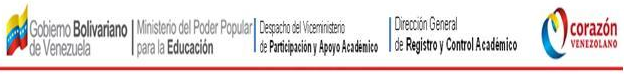 Gobierno Bolivariano
de Venezuela
Ministerio del Poder Popular
para la Educación
Despacho del Viceministerio
de Participación y Apoyo Académico
Dirección General
de Registro y Control Académico
corazón
VENEZOLANO